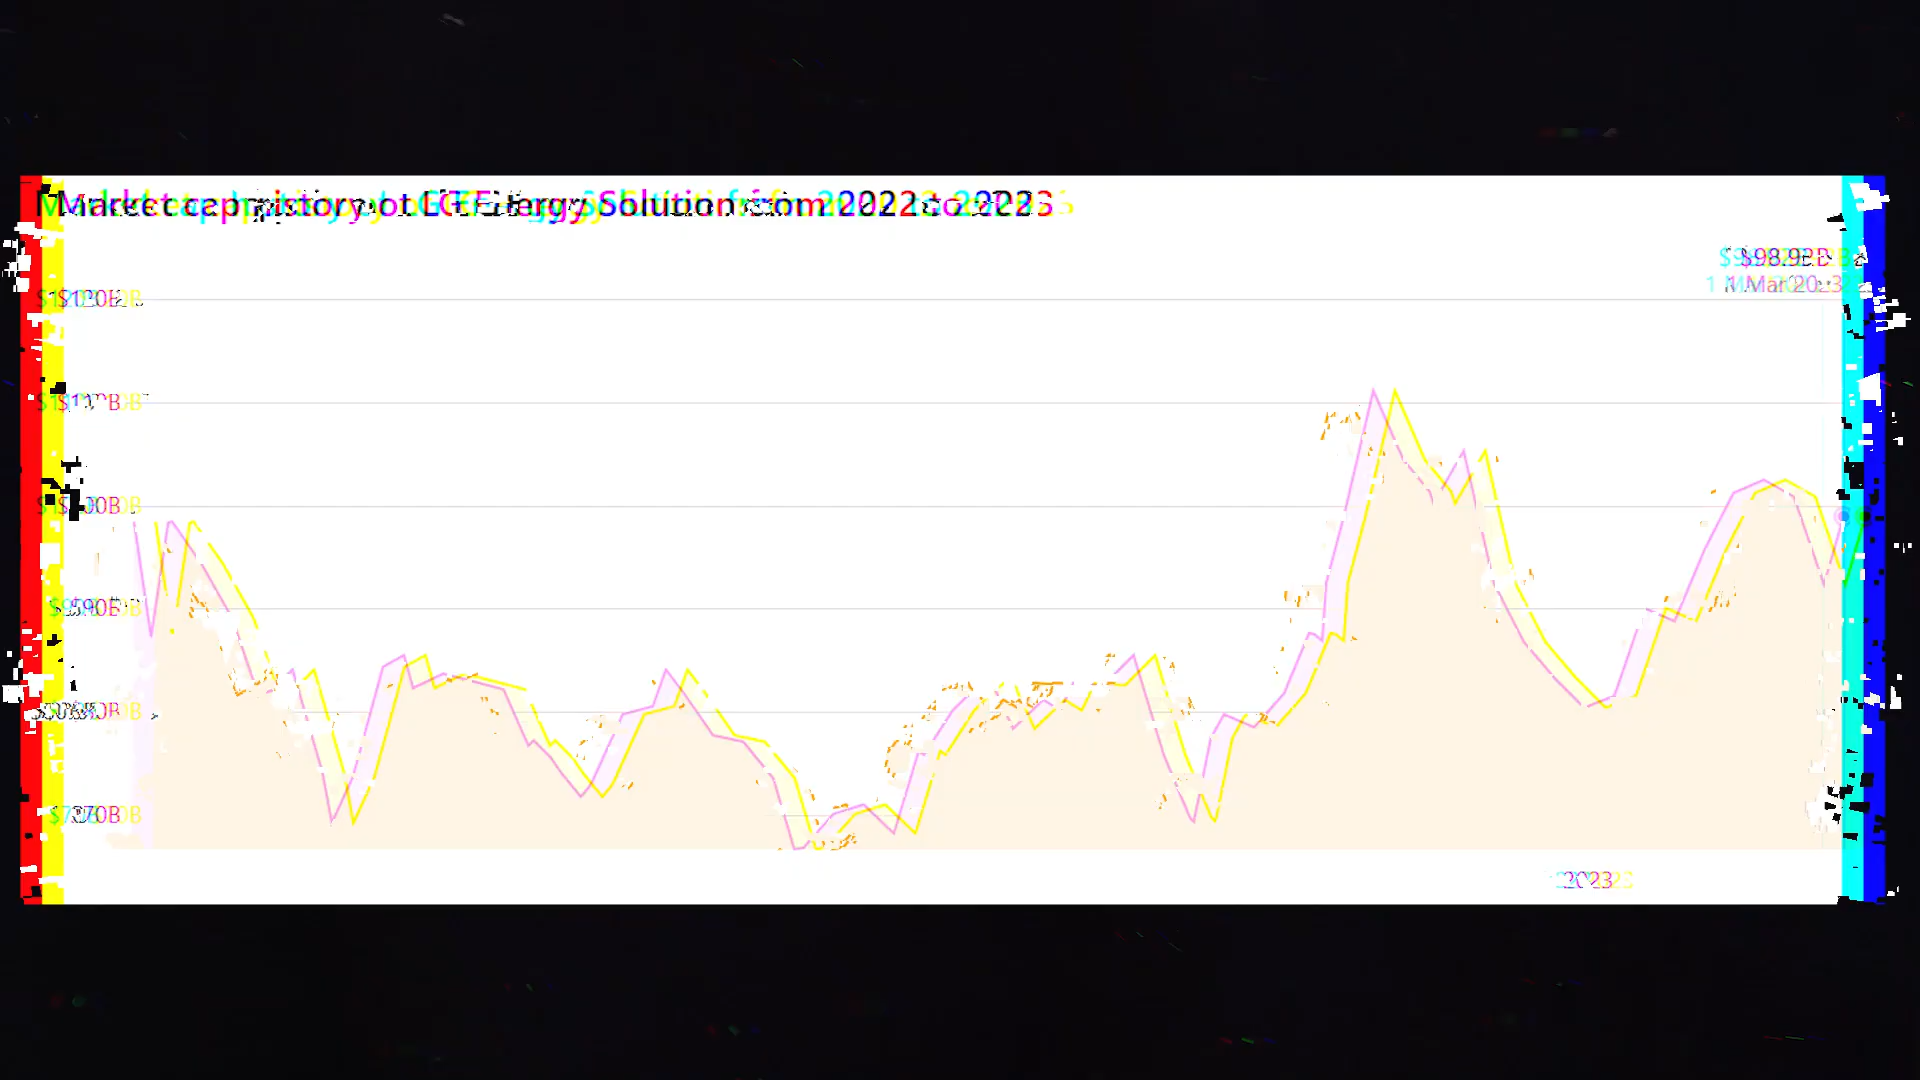 Market cap history of LG Energy Solution from 2022 to 2023
$98.92B
1 Mar 2023
$120B
$110B
$100B
$90B
$80B
$70B
2023